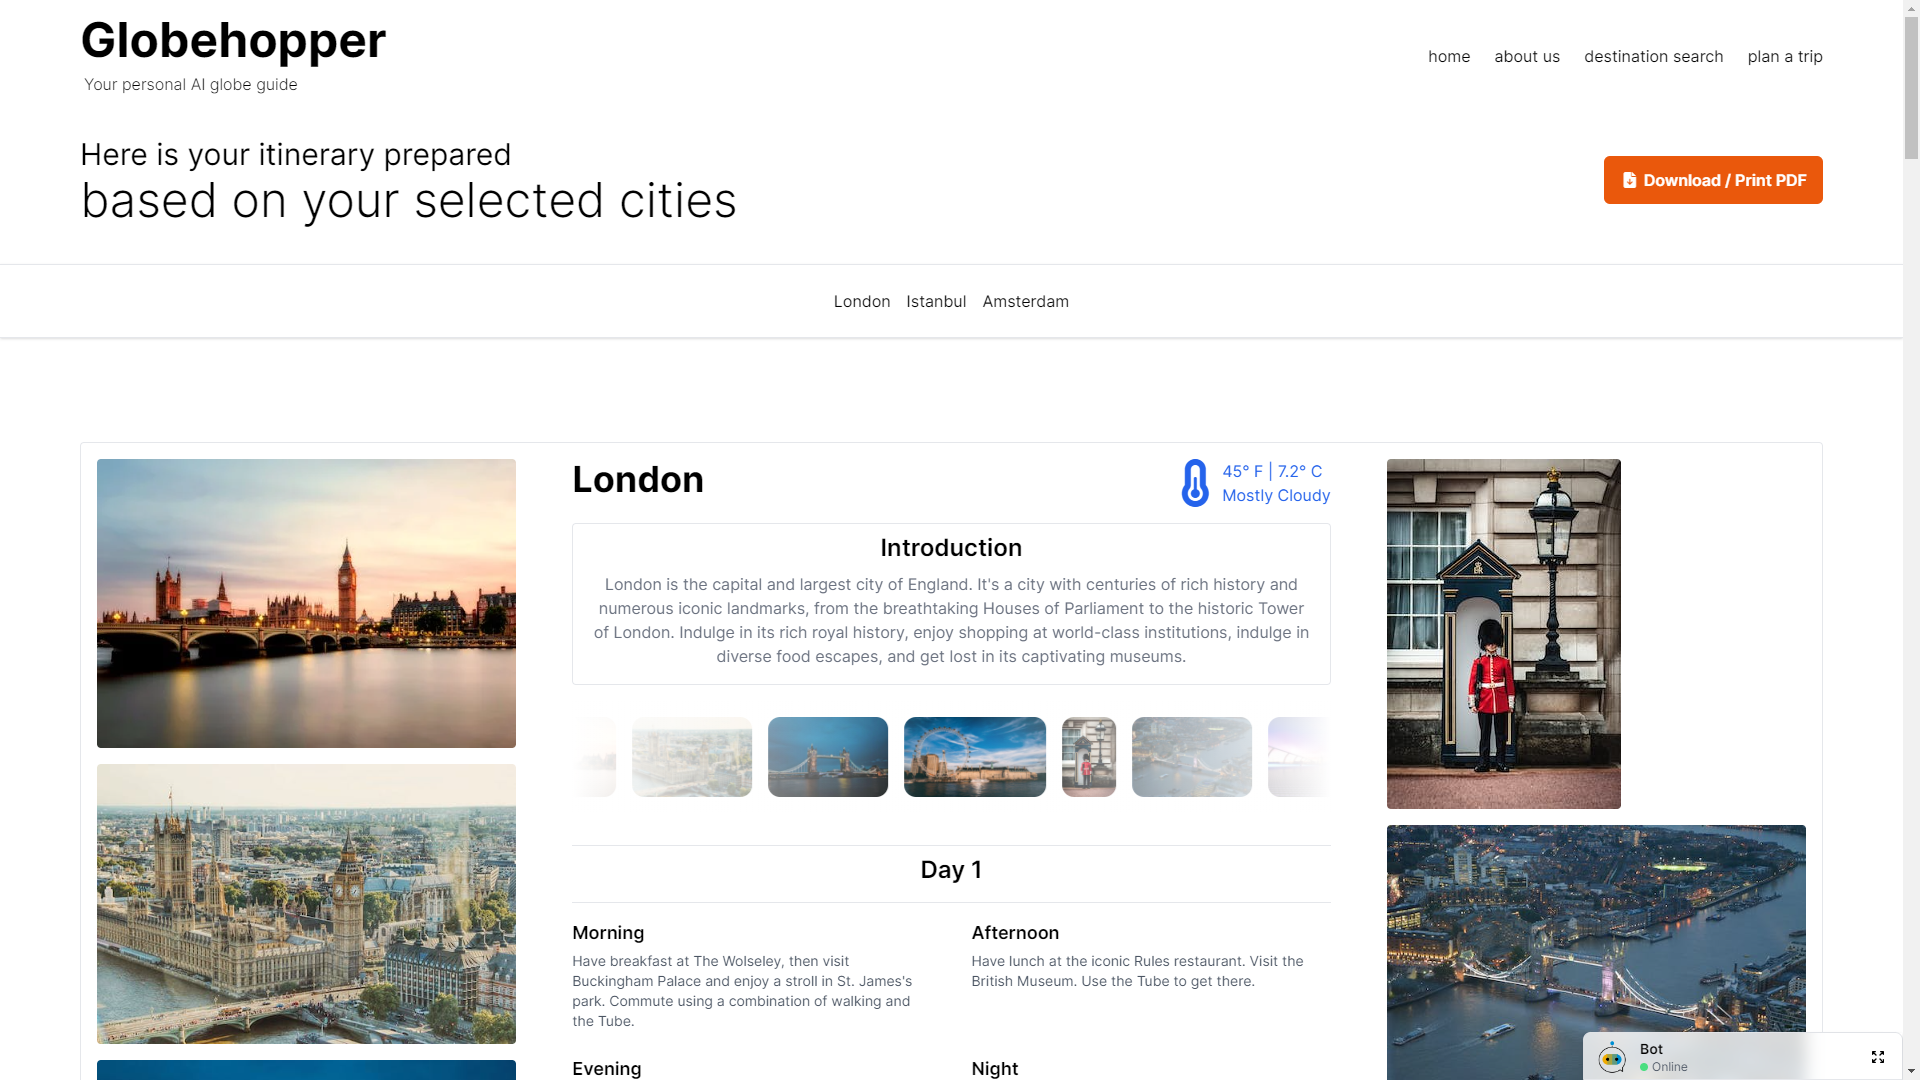 Globehopper
Your personal AI globe guide
home about us destination search plan a trip
Here is your itinerary prepared
based on your selected cities
Download / Print PDF
London Istanbul Amsterdam
London
45° F | 7.2° C
Mostly Cloudy
Introduction
London is the capital and largest city of England. It's a city with centuries of rich history and
numerous iconic landmarks, from the breathtaking Houses of Parliament to the historic Tower
of London. Indulge in its rich royal history, enjoy shopping at world-class institutions, indulge in
diverse food escapes, and get lost in its captivating museums.
Day 1
Morning
Have breakfast at The Wolseley, then visit
Buckingham Palace and enjoy a stroll in St. James's
park. Commute using a combination of walking and
the Tube.
Afternoon
Have lunch at the iconic Rules restaurant. Visit the
British Museum. Use the Tube to get there.
Evening
Night
Bot
Online